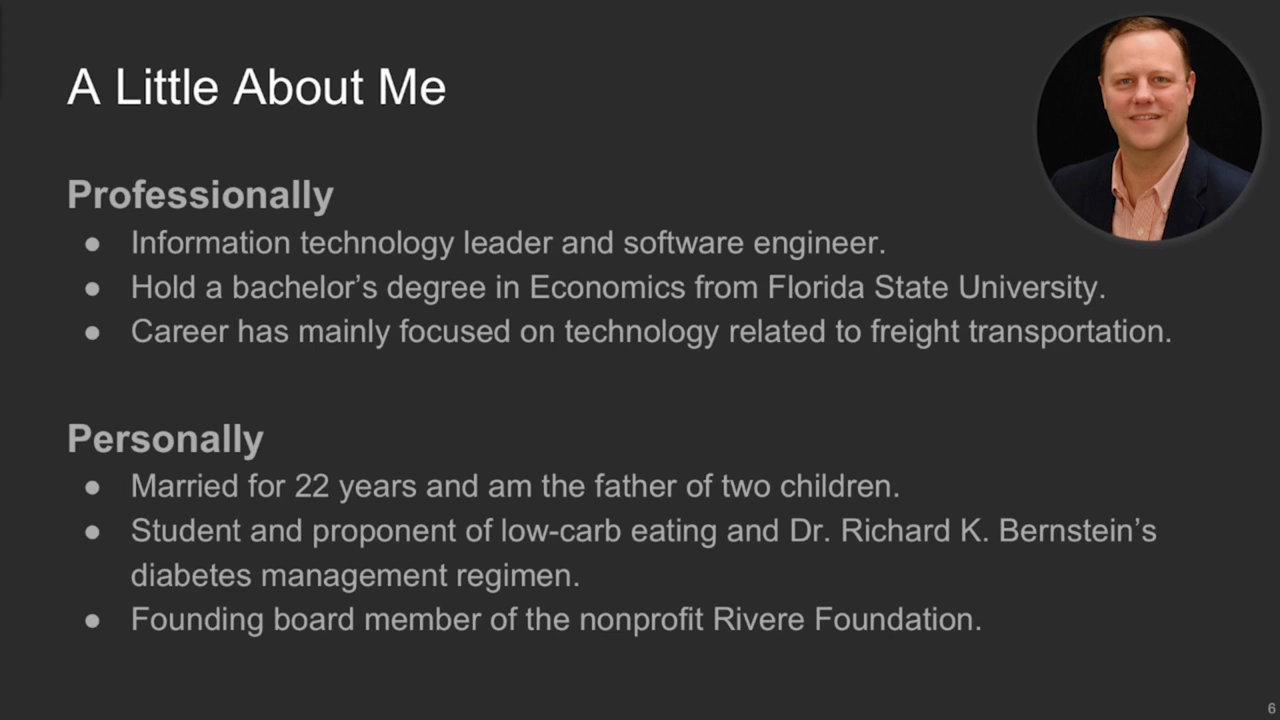 A Little About Me
Professionally
● Information technology leader and software engineer.
● Hold a bachelor’s degree in Economics from Florida State University.
● Career has mainly focused on technology related to freight transportation.
Personally
● Married for 22 years and am the father of two children.
● Student and proponent of low-carb eating and Dr. Richard K. Bernstein’s
diabetes management regimen.
● Founding board member of the nonprofit Rivere Foundation.
6